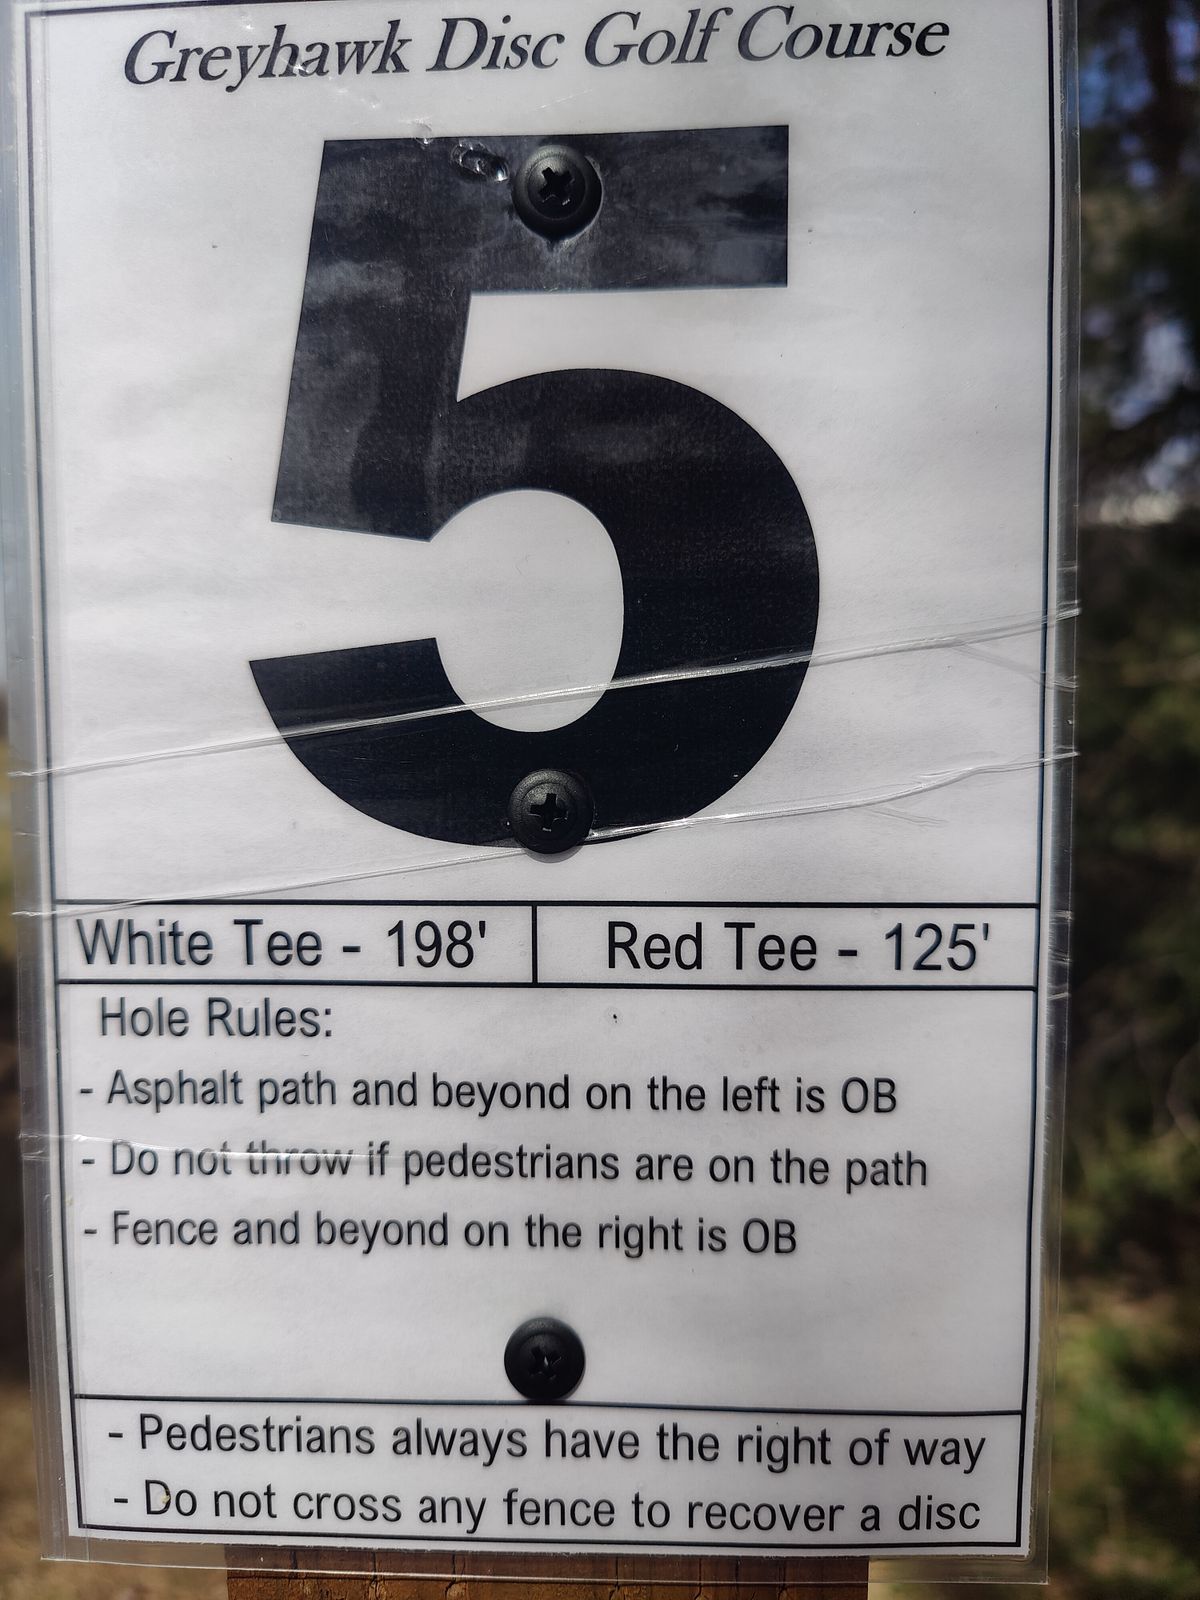 Greyhawk Disc Golf Course
5
White Tee - 198' Red Tee - 125'
Hole Rules:
- Asphalt path and beyond on the left is OB
- Do not throw if pedestrians are on the path
- Fence and beyond on the right is OB
- Pedestrians always have the right of way
- Do not cross any fence to recover a disc